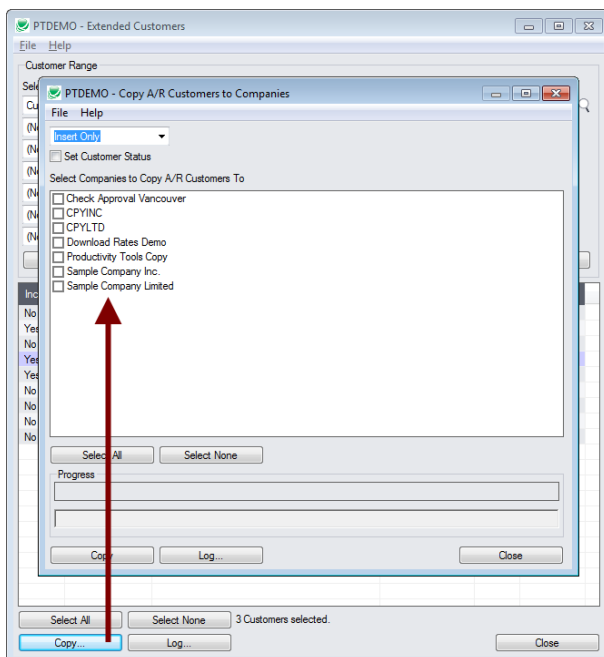 PTDEMO - Extended Customers
File Help
Customer Range
PTDEMO - Copy A/R Customers to Companies
File Help
Insert Only
Set Customer Status
Select Companies to Copy A/R Customers To
Check Approval Vancouver
CPYINC
CPYLTD
Download Rates Demo
Productivity Tools Copy
Sample Company Inc.
Sample Company Limited
No
Yes
No
Yes
Yes
No
No
No
No
Select All Select None
Progress
Copy Log... Close
Select All Select None 3 Customers selected.
Copy... Log... Close